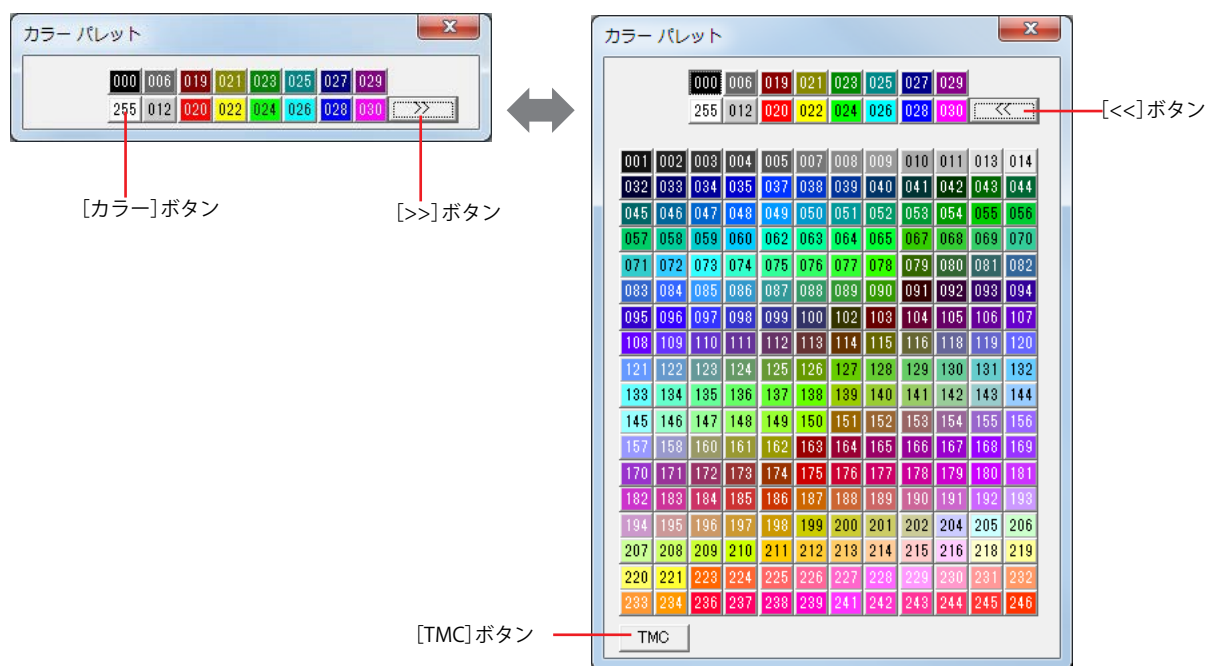 カラー パレット
000 006 019 021 023 025 027 029
255 012 020 022 024 026 028 030 >>
[カラー]ボタン
[>>]ボタン
カラー パレット
000 006 019 021 023 025 027 029
255 012 020 022 024 026 028 030 <<
[<<]ボタン
001 002 003 004 005 007 008 009 010 011 013 014
032 033 034 035 037 038 039 040 041 042 043 044
045 046 047 048 049 050 051 052 053 054 055 056
057 058 059 060 062 063 064 065 067 068 069 070
071 072 073 074 075 076 077 078 079 080 081 082
083 084 085 086 087 088 089 090 091 092 093 094
095 096 097 098 099 100 102 103 104 105 106 107
108 109 110 111 112 113 114 115 116 118 119 120
121 122 123 124 125 126 127 128 129 130 131 132
133 134 135 136 137 138 139 140 141 142 143 144
145 146 147 148 149 150 151 152 153 154 155 156
157 158 160 161 162 163 164 165 166 167 168 169
170 171 172 173 174 175 176 177 178 179 180 181
182 183 184 185 186 187 188 189 190 191 192 193
194 195 196 197 198 199 200 201 202 204 205 206
207 208 209 210 211 212 213 214 215 216 218 219
220 221 223 224 225 226 227 228 229 230 231 232
233 234 236 237 238 239 241 242 243 244 245 246
[TMC]ボタン
TMC